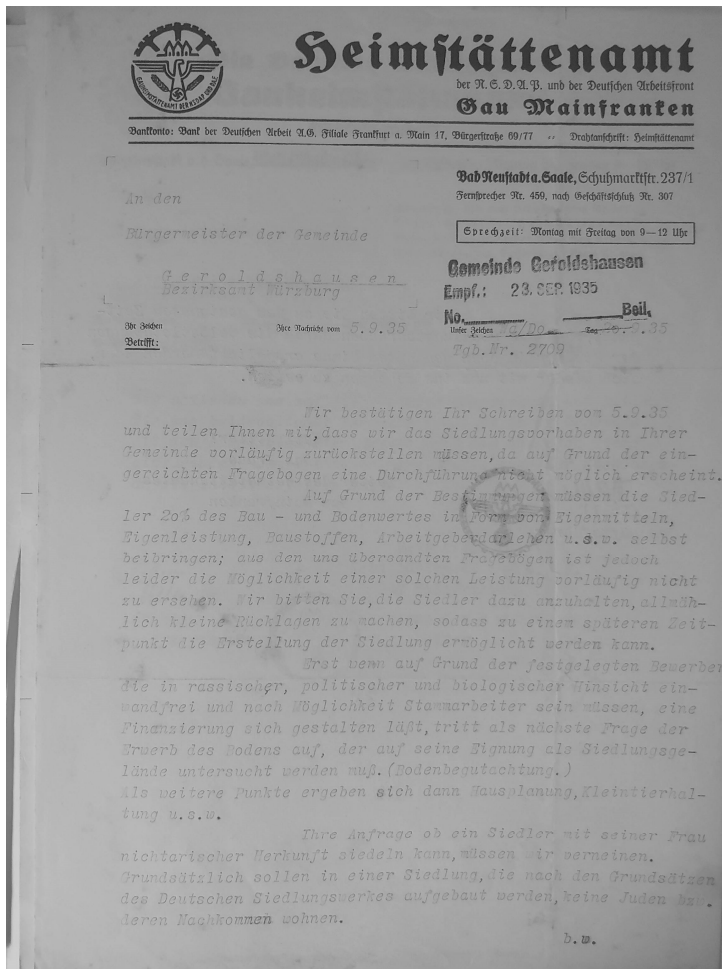 Heimstättenamt
der N.S.D.A.P. und der Deutschen Arbeitsfront
Gau Mainfranken
GAUHEIMSTÄTTENAMT DER NSDAP UND DAF
Bankkonto: Bank der Deutschen Arbeit A.G. Filiale Frankfurt a. Main 17, Bürgerstraße 69/77 ,, Drahtanschrift: Heimstättenamt
Bad Neustadt a. Saale, Schuhmarktstr. 237/1
Fernsprecher Nr. 459, nach Geschäftsschluß Nr. 307
An den
Bürgermeister der Gemeinde
Sprechzeit: Montag mit Freitag von 9—12 Uhr
Geroldshausen
Bezirksamt Würzburg
Gemeinde Geroldshausen
Empf.: 23. SEP. 1935
No. Beil.
Ihr Zeichen Ihre Nachricht vom 5.9.35 Unser Zeichen Wa/Do Tag .9.35
Betrifft: Tgb.Nr. 2709
Wir bestätigen Ihr Schreiben vom 5.9.35
und teilen Ihnen mit,dass wir das Siedlungsvorhaben in Ihrer
Gemeinde vorläufig zurückstellen müssen,da auf Grund der ein-
gereichten Fragebogen eine Durchführung nicht möglich erscheint.
Auf Grund der Bestimmungen müssen die Sied-
ler 20% des Bau - und Bodenwertes in Form von Eigenmitteln,
Eigenleistung, Baustoffen, Arbeitgeberdarlehen u.s.w. selbst
beibringen; aus den uns übersandten Fragebögen ist jedoch
leider die Möglichkeit einer solchen Leistung vorläufig nicht
zu ersehen. Wir bitten Sie,die Siedler dazu anzuhalten,allmäh-
lich kleine Rücklagen zu machen, sodass zu einem späteren Zeit-
punkt die Erstellung der Siedlung ermöglicht werden kann.
Erst wenn auf Grund der festgelegten Bewerber
die in rassischer, politischer und biologischer Hinsicht ein-
wandfrei und nach Möglichkeit Stammarbeiter sein müssen, eine
Finanzierung sich gestalten läßt,tritt als nächste Frage der
Erwerb des Bodens auf, der auf seine Eignung als Siedlungsge-
lände untersucht werden muß.(Bodenbegutachtung.)
Als weitere Punkte ergeben sich dann Hausplanung,Kleintierhal-
tung u.s.w.
Ihre Anfrage ob ein Siedler mit seiner Frau
nichtarischer Herkunft siedeln kann,müssen wir verneinen.
Grundsätzlich sollen in einer Siedlung,die nach den Grundsätzen
des Deutschen Siedlungswerkes aufgebaut werden,keine Juden bzw.
deren Nachkommen wohnen.
b.w.